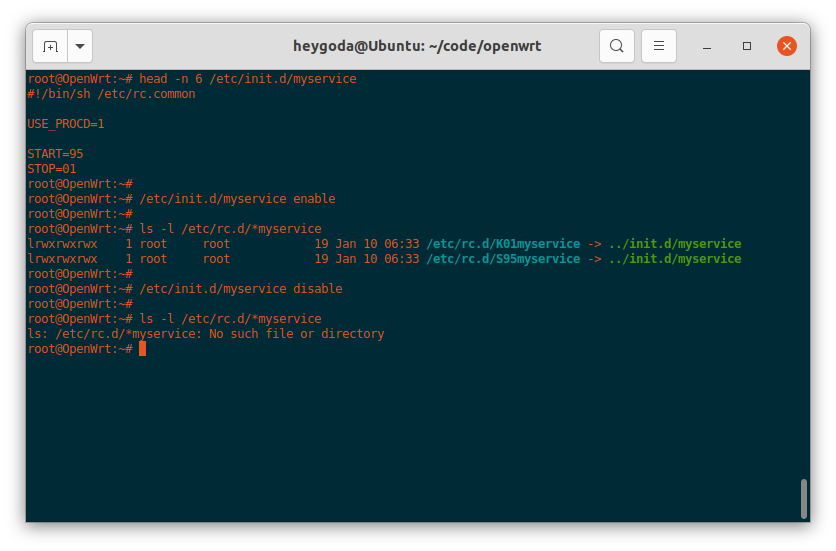 heygoda@Ubuntu: ~/code/openwrt
root@OpenWrt:~# head -n 6 /etc/init.d/myservice
#!/bin/sh /etc/rc.common
USE_PROCD=1
START=95
STOP=01
root@OpenWrt:~#
root@OpenWrt:~# /etc/init.d/myservice enable
root@OpenWrt:~#
root@OpenWrt:~# ls -l /etc/rc.d/*myservice
lrwxrwxrwx    1 root     root            19 Jan 10 06:33 /etc/rc.d/K01myservice -> ../init.d/myservice
lrwxrwxrwx    1 root     root            19 Jan 10 06:33 /etc/rc.d/S95myservice -> ../init.d/myservice
root@OpenWrt:~#
root@OpenWrt:~# /etc/init.d/myservice disable
root@OpenWrt:~#
root@OpenWrt:~# ls -l /etc/rc.d/*myservice
ls: /etc/rc.d/*myservice: No such file or directory
root@OpenWrt:~#